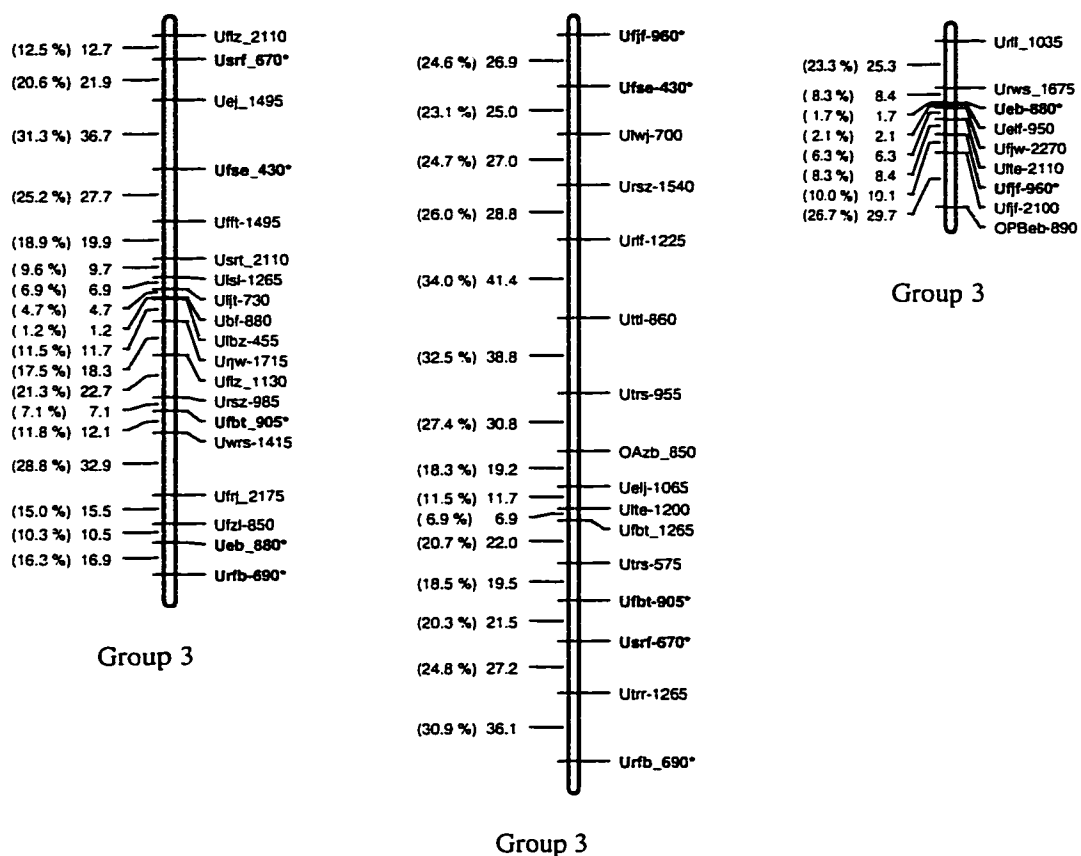 (12.5 %) 12.7
(20.6 %) 21.9
(31.3 %) 36.7
(25.2 %) 27.7
(18.9 %) 19.9
( 9.6 %) 9.7
( 6.9 %) 6.9
( 4.7 %) 4.7
( 1.2 %) 1.2
(11.5 %) 11.7
(17.5 %) 18.3
(21.3 %) 22.7
( 7.1 %) 7.1
(11.8 %) 12.1
(28.8 %) 32.9
(15.0 %) 15.5
(10.3 %) 10.5
(16.3 %) 16.9
Uflz_2110
Usrf_670*
Uej_1495
Ufse_430*
Ufft-1495
Usrt_2110
Ulsl-1265
Uljt-730
Ubf-880
Ulbz-455
Urjw-1715
Uflz_1130
Ursz-985
Ufbt_905*
Uwrs-1415
Ufrj_2175
Ufzl-850
Ueb_880*
Urfb-690*
Group 3
(24.6 %) 26.9
(23.1 %) 25.0
(24.7 %) 27.0
(26.0 %) 28.8
(34.0 %) 41.4
(32.5 %) 38.8
(27.4 %) 30.8
(18.3 %) 19.2
(11.5 %) 11.7
( 6.9 %) 6.9
(20.7 %) 22.0
(18.5 %) 19.5
(20.3 %) 21.5
(24.8 %) 27.2
(30.9 %) 36.1
Ufjf-960*
Ufse-430*
Ulwj-700
Ursz-1540
Urlf-1225
Uttl-860
Utrs-955
OAzb_850
Uelj-1065
Ulte-1200
Ufbt_1265
Utrs-575
Ufbt-905*
Usrf-670*
Utrr-1265
Urfb_690*
Group 3
(23.3 %) 25.3
( 8.3 %) 8.4
( 1.7 %) 1.7
( 2.1 %) 2.1
( 6.3 %) 6.3
( 8.3 %) 8.4
(10.0 %) 10.1
(26.7 %) 29.7
Urlf_1035
Urws_1675
Ueb-880*
Uelf-950
Ufjw-2270
Ulte-2110
Ufjf-960*
Ufjf-2100
OPBeb-890
Group 3